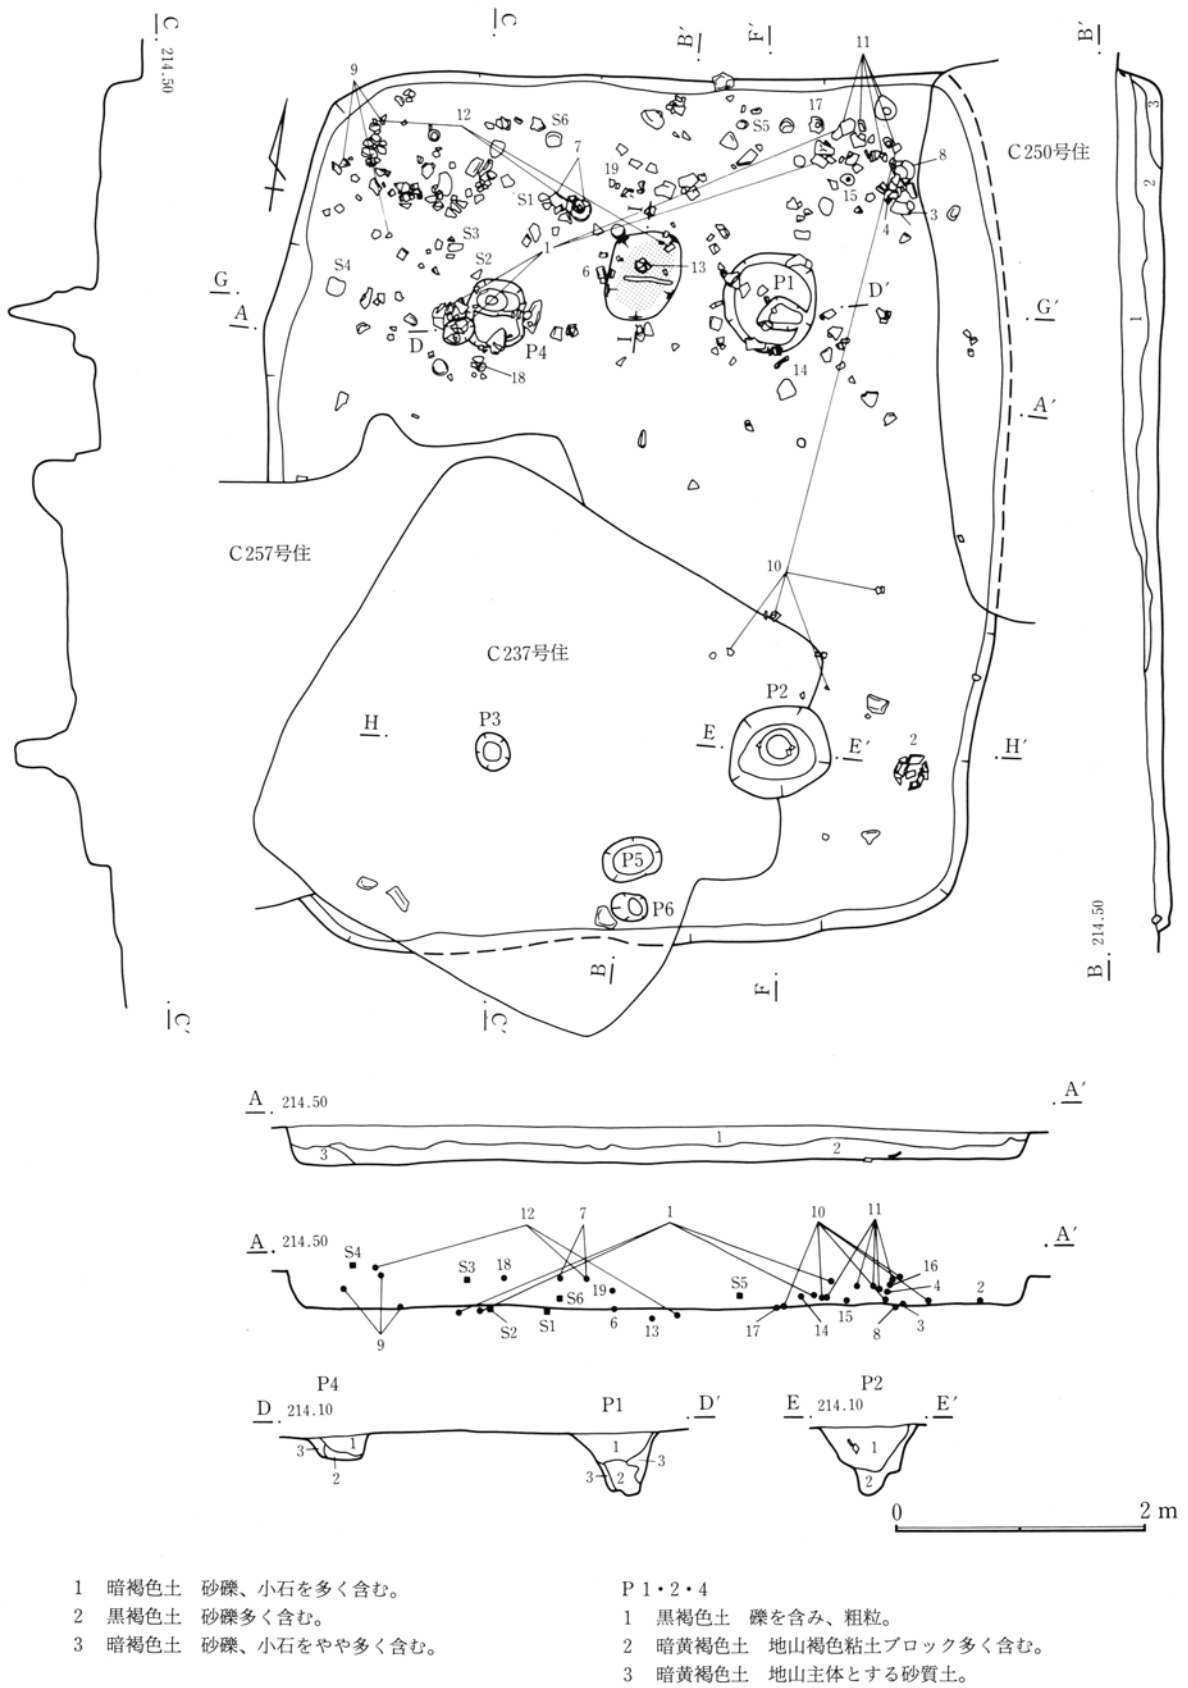 C
214.50
C
B′
F′
B′
9
12
7
S6
S5
17
11
C250号住
8
3
2
3
19
S1
I′
15
4
3
1
S3
S2
S4
6
13
P1
G
A
D
D′
G′
1
P4
I
18
14
A′
C257号住
10
C237号住
P2
P3
H
E
E′
2
H′
P5
P6
B
F
B
214.50
C′
C′
A
214.50
A′
1
2
3
12
7
1
10
11
A
214.50
A′
S4
S3
18
S5
16
4
2
S6
19
9
S2
S1
6
13
17
14
15
8
3
P4
P1
P2
D
214.10
D′
E
214.10
E′
3
1
2
1
3
3
2
1
2
0
2 m
1 暗褐色土 砂礫、小石を多く含む。
2 黒褐色土 砂礫多く含む。
3 暗褐色土 砂礫、小石をやや多く含む。
P 1・2・4
1 黒褐色土 礫を含み、粗粒。
2 暗黄褐色土 地山褐色粘土ブロック多く含む。
3 暗黄褐色土 地山主体とする砂質土。